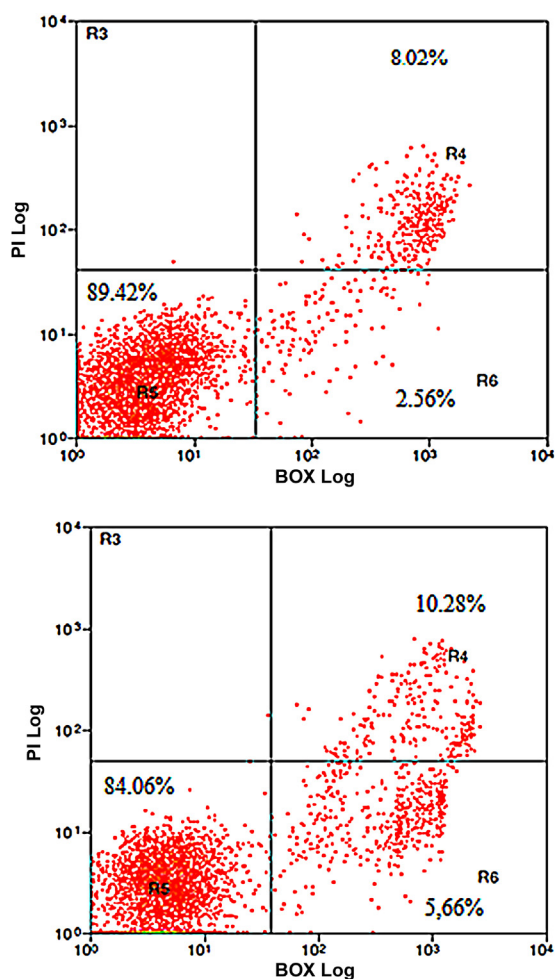 10⁴
R3
8.02%
10³
R4
PI Log
10²
89.42%
10¹
R5
R6
2.56%
10⁰
10⁰ 10¹ 10² 10³ 10⁴
BOX Log
10⁴
R3
10.28%
10³
R4
PI Log
10²
84.06%
10¹
R5
R6
5,66%
10⁰
10⁰ 10¹ 10² 10³ 10⁴
BOX Log